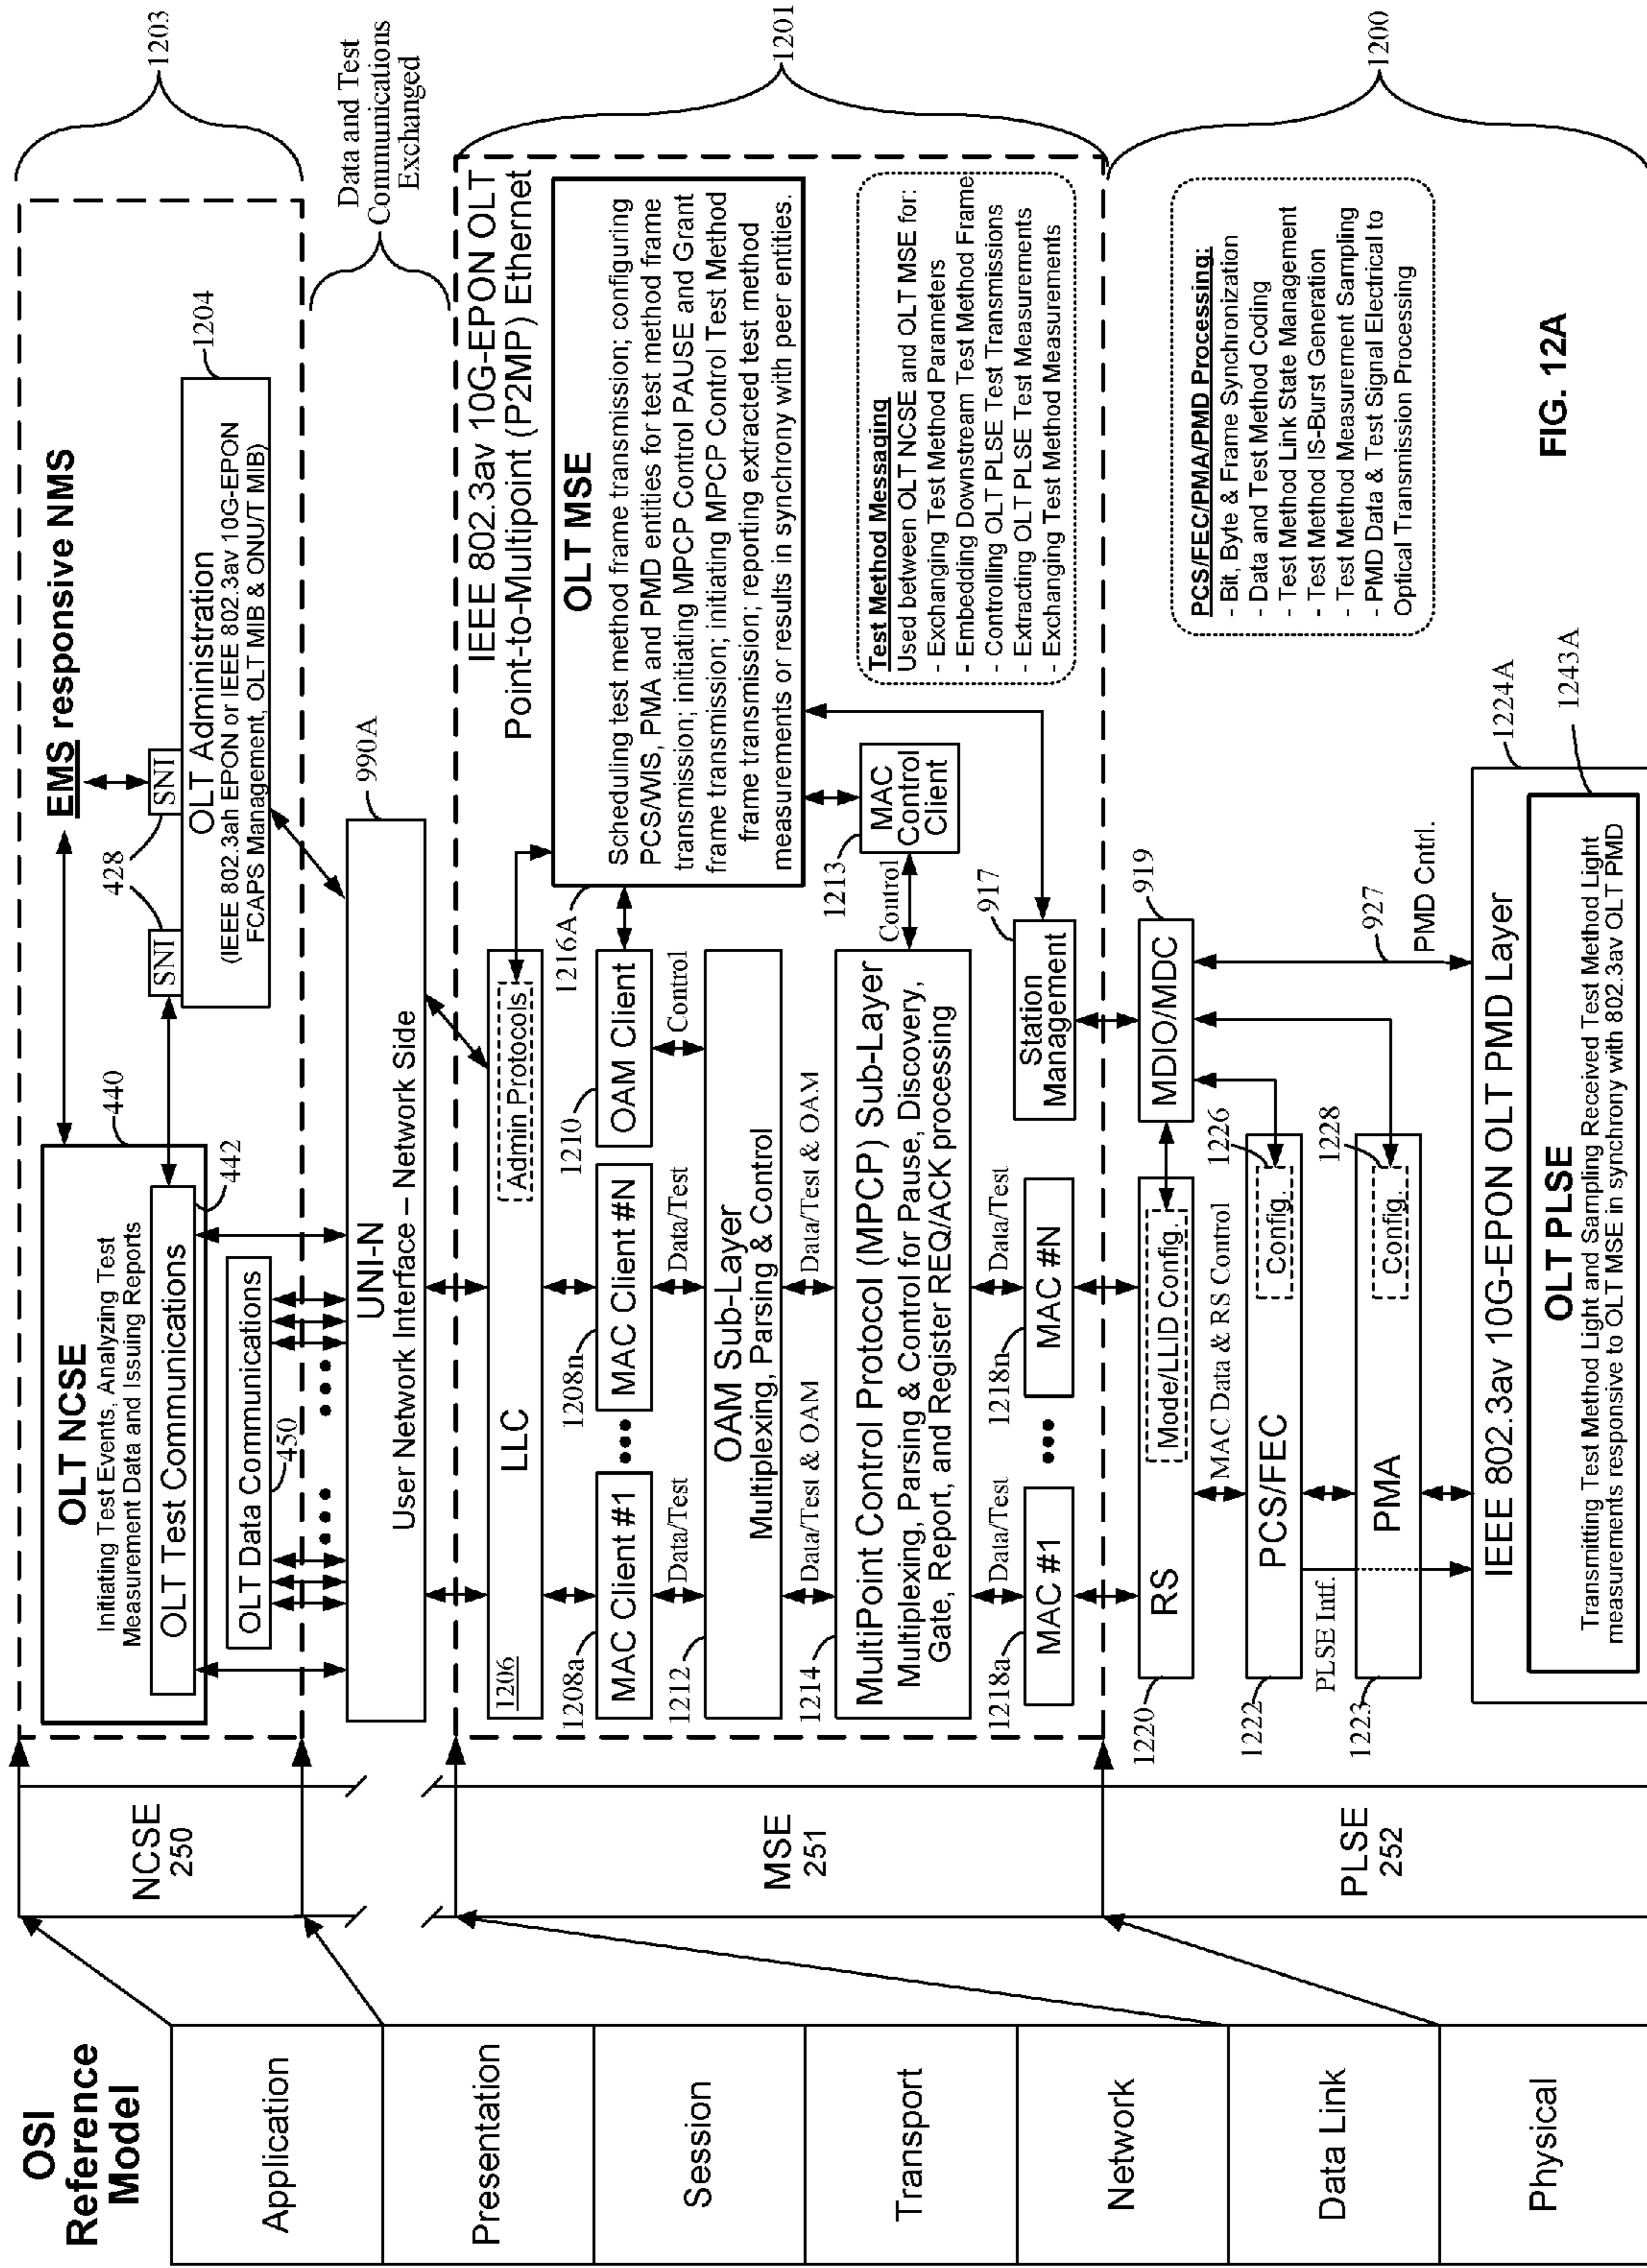 OSI
Reference
Model
Application
Presentation
Session
Transport
Network
Data Link
Physical
NCSE
250
MSE
251
PLSE
252
EMS responsive NMS
1203
OLT NCSE
Initiating Test Events, Analyzing Test
Measurement Data and Issuing Reports
OLT Test Communications
440
442
SNI
428
SNI
1204
OLT Administration
(IEEE 802.3ah EPON or IEEE 802.3av 10G-EPON
FCAPS Management, OLT MIB & ONU/T MIB)
OLT Data Communications
450
Data and Test
Communications
Exchanged
UNI-N
User Network Interface – Network Side
990A
IEEE 802.3av 10G-EPON OLT
Point-to-Multipoint (P2MP) Ethernet
1201
1206
LLC
Admin Protocols
OLT MSE
Scheduling test method frame transmission; configuring
PCS/WIS, PMA and PMD entities for test method frame
transmission; initiating MPCP Control PAUSE and Grant
frame transmission; initiating MPCP Control Test Method
frame transmission; reporting extracted test method
measurements or results in synchrony with peer entities.
1216A
1208a
MAC Client #1
1208n
MAC Client #N
1210
OAM Client
Data/Test
Data/Test
Control
1212
OAM Sub-Layer
Multiplexing, Parsing & Control
Data/Test & OAM
Data/Test & OAM
1214
MultiPoint Control Protocol (MPCP) Sub-Layer
Multiplexing, Parsing & Control for Pause, Discovery,
Gate, Report, and Register REQ/ACK processing
Control
1213
MAC
Control
Client
Test Method Messaging
Used between OLT NCSE and OLT MSE for:
- Exchanging Test Method Parameters
- Embedding Downstream Test Method Frame
- Controlling OLT PLSE Test Transmissions
- Extracting OLT PLSE Test Measurements
- Exchanging Test Method Measurements
Data/Test
Data/Test
917
Station
Management
1218a
MAC #1
1218n
MAC #N
1200
1220
RS
Mode/LLID Config.
MDIO/MDC
919
MAC Data & RS Control
1222
PCS/FEC
Config.
1226
PLSE Intf.
1223
PMA
Config.
1228
927
PMD Cntrl.
PCS/FEC/PMA/PMD Processing:
- Bit, Byte & Frame Synchronization
- Data and Test Method Coding
- Test Method Link State Management
- Test Method IS-Burst Generation
- Test Method Measurement Sampling
- PMD Data & Test Signal Electrical to
Optical Transmission Processing
IEEE 802.3av 10G-EPON OLT PMD Layer
1224A
OLT PLSE
Transmitting Test Method Light and Sampling Received Test Method Light
measurements responsive to OLT MSE in synchrony with 802.3av OLT PMD
1243A
FIG. 12A